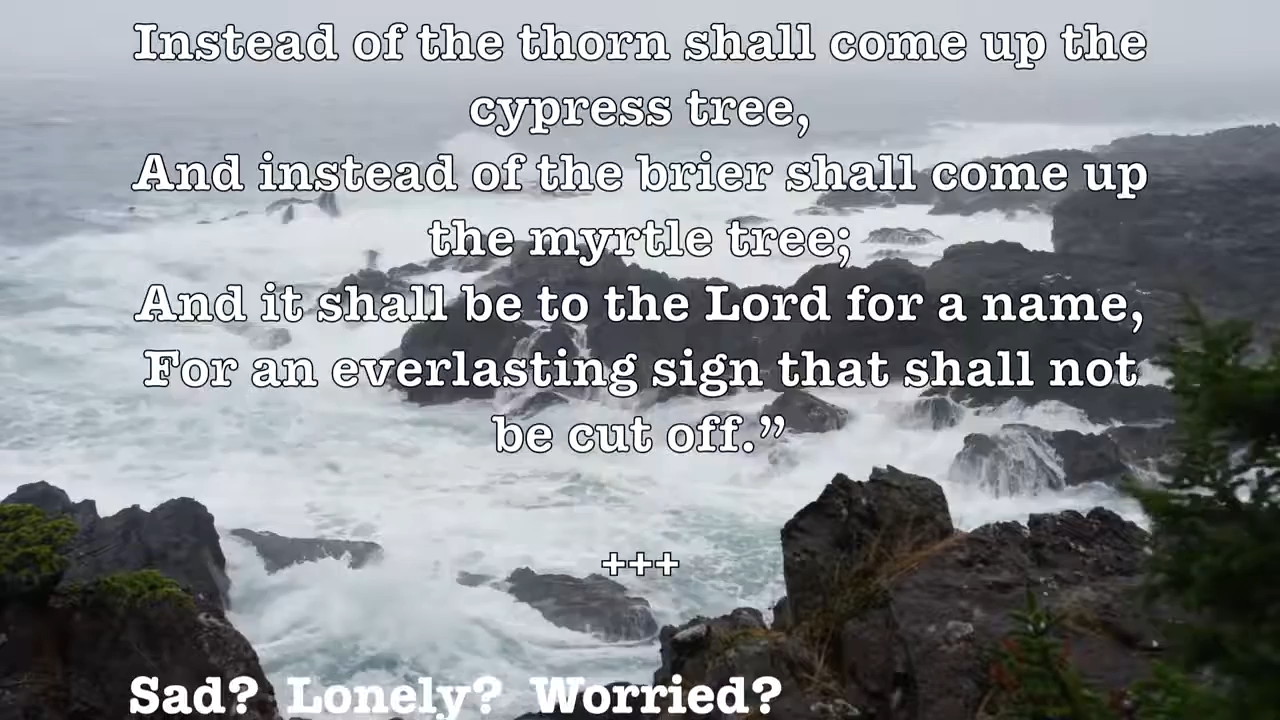 Instead of the thorn shall come up the
cypress tree,
And instead of the brier shall come up
the myrtle tree;
And it shall be to the Lord for a name,
For an everlasting sign that shall not
be cut off.”
+++
Sad? Lonely? Worried?